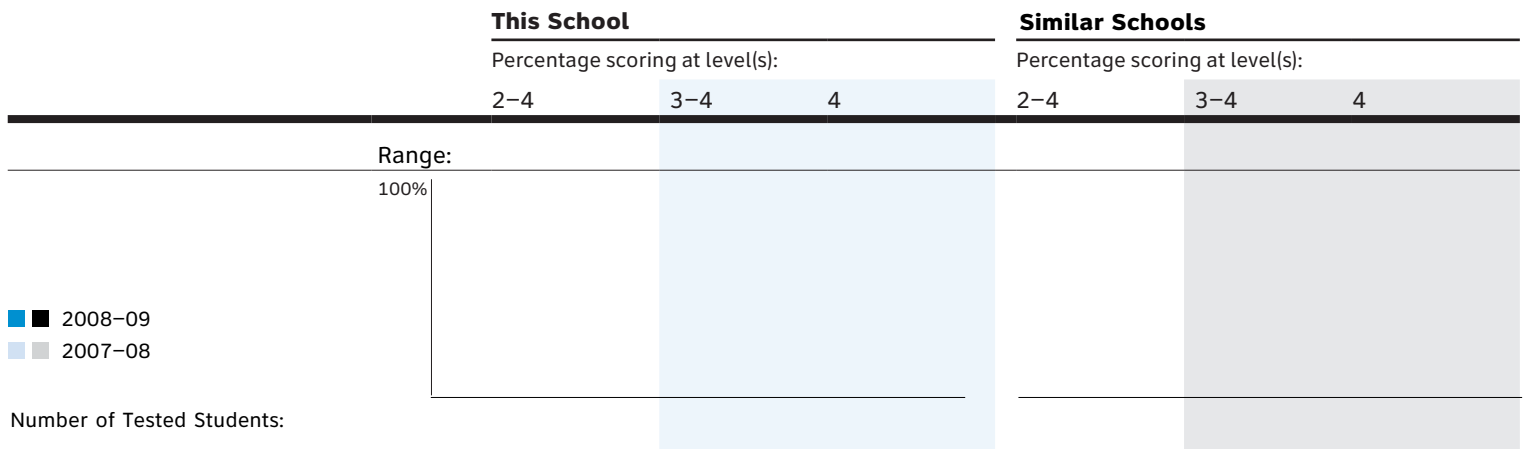 This School
Similar Schools
Percentage scoring at level(s):
Percentage scoring at level(s):
2–4 3–4 4 2–4 3–4 4
Range:
100%
2008–09
2007–08
Number of Tested Students: